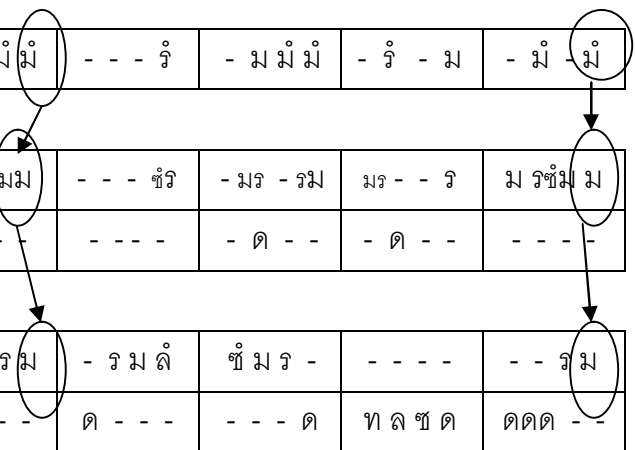 มํ มํ - - - รํ - ม มํ มํ - รํ - ม - มํ - มํ
มม - - - ซํร - มร - รม มร - - ร ม รซํม ม
- - - - - - - ด - - - ด - - - - - -
ร ม - ร ม ลํ ซํ ม ร - - - - - - - ร ม
- - ด - - - - - - ด ท ล ซ ด ดดด - -